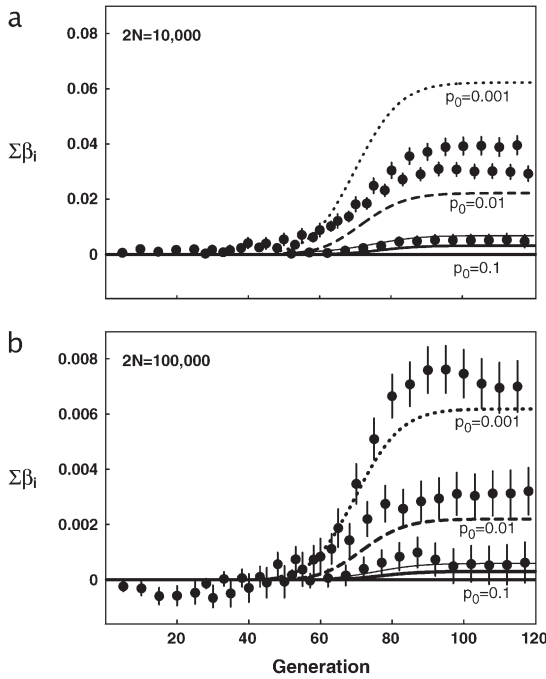 a
2N=10,000
0.08
0.06
0.04
0.02
0
Σβi
p0=0.001
p0=0.01
p0=0.1
b
2N=100,000
0.008
0.006
0.004
0.002
0
Σβi
p0=0.001
p0=0.01
p0=0.1
20 40 60 80 100 120
Generation